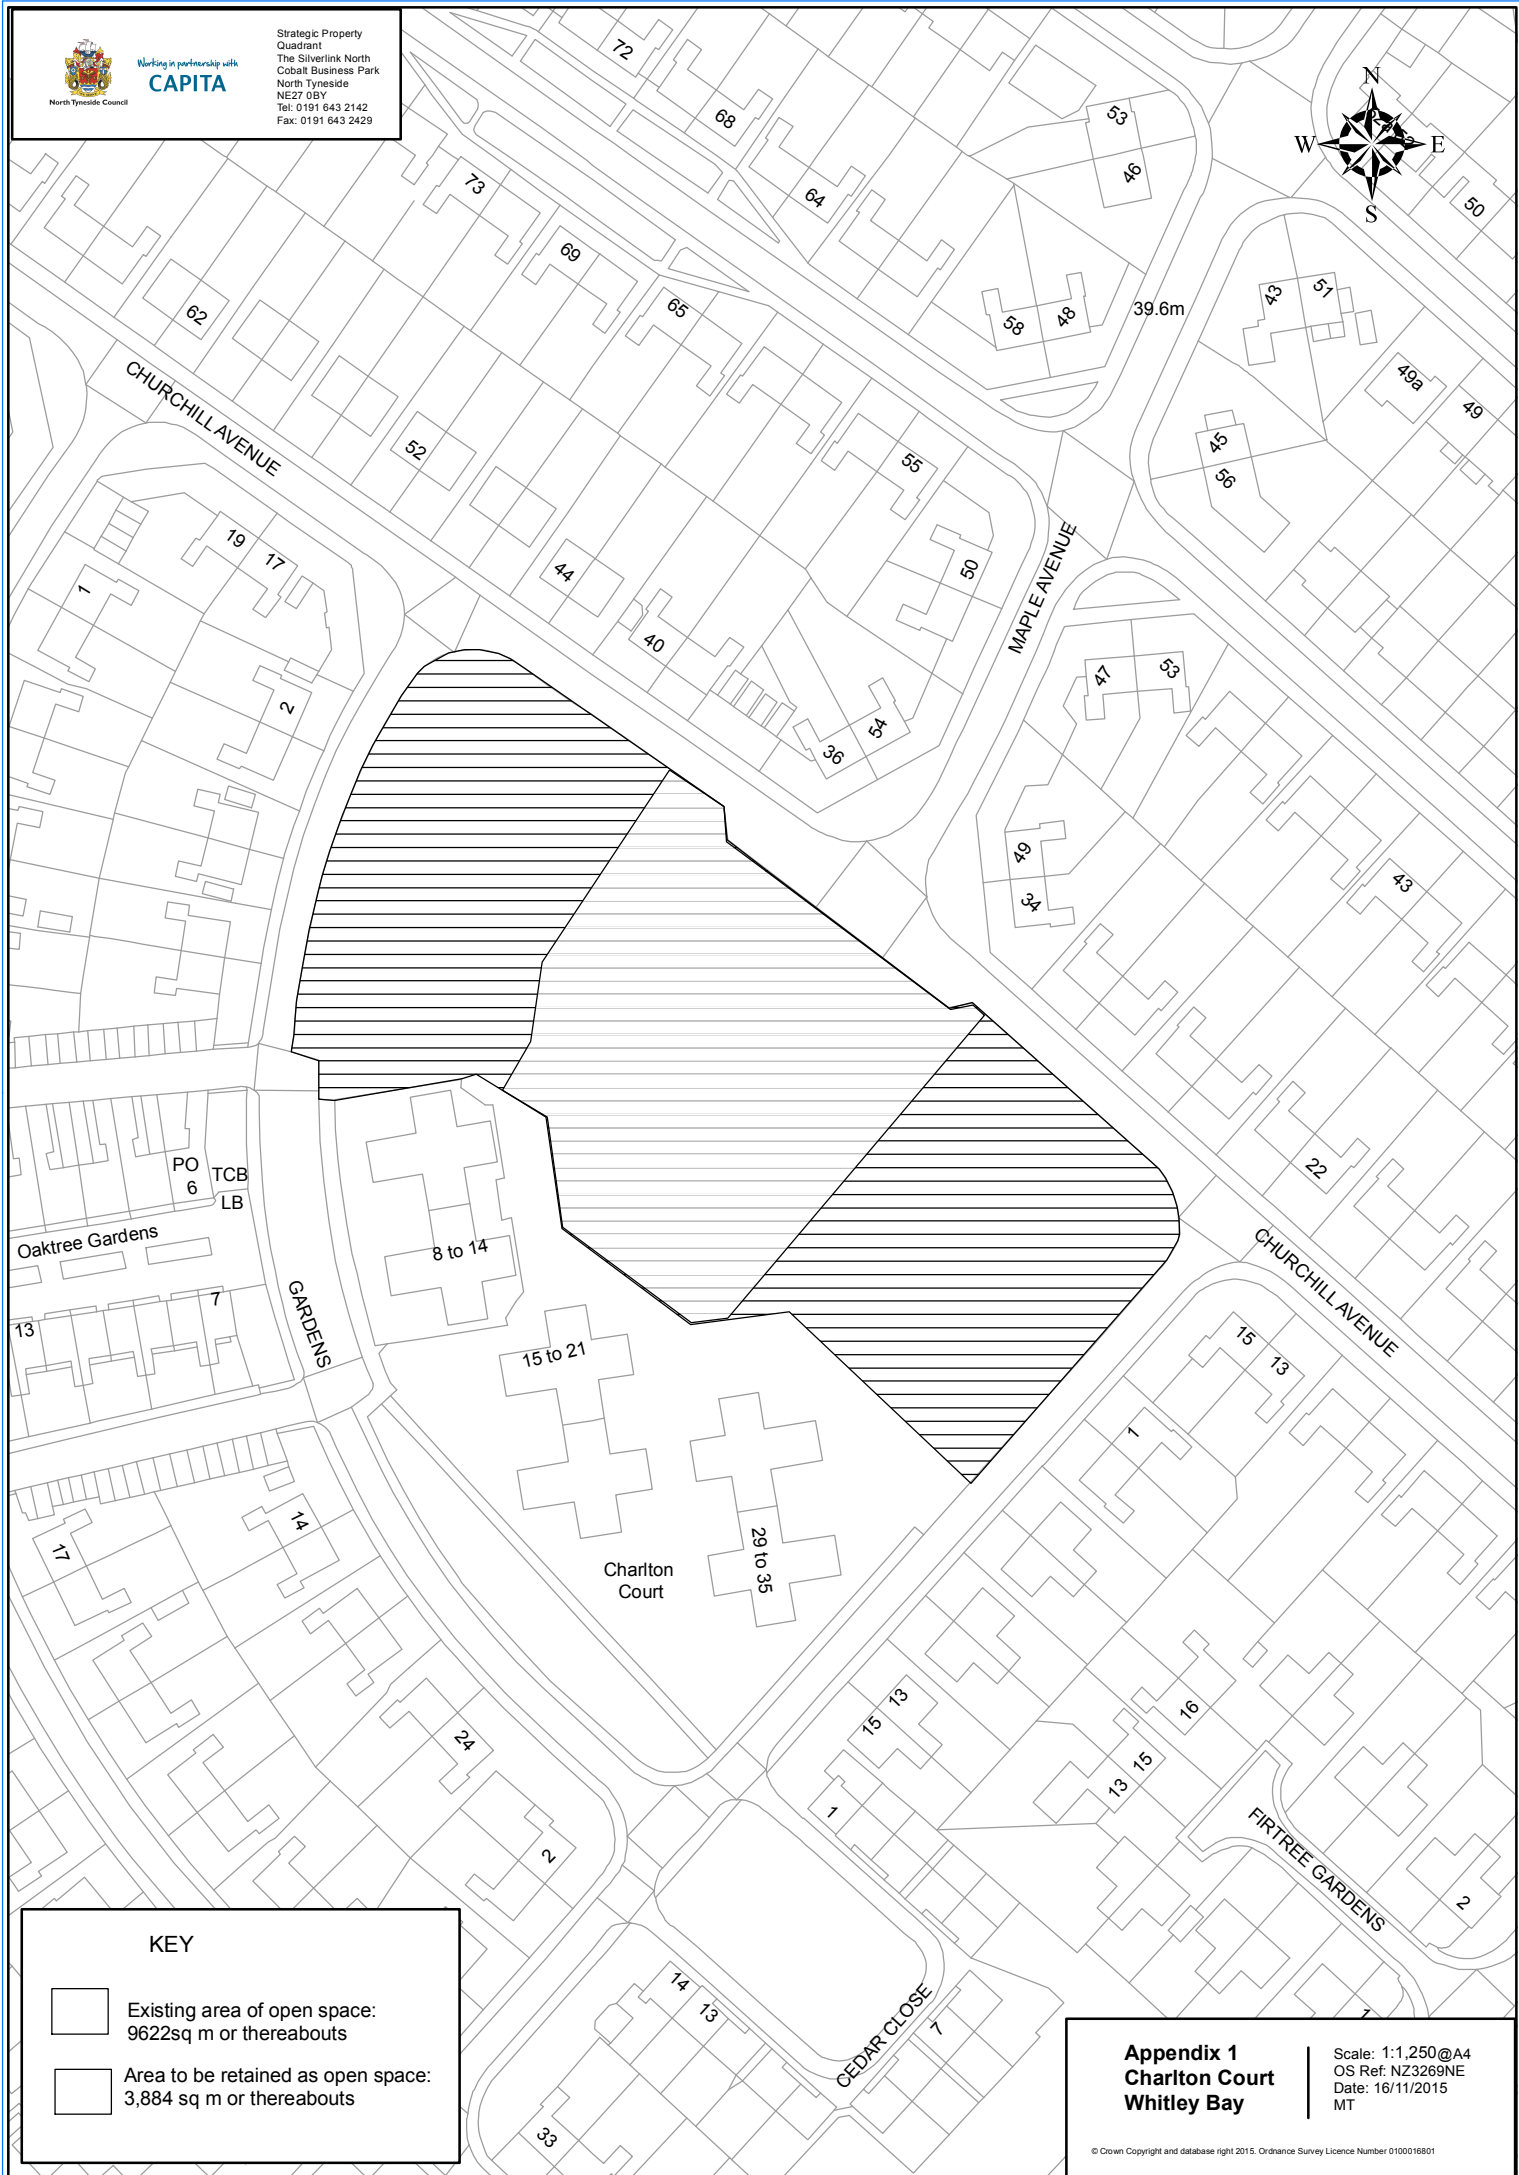 North Tyneside Council
Working in partnership with
CAPITA
Strategic Property
Quadrant
The Silverlink North
Cobalt Business Park
North Tyneside
NE27 0BY
Tel: 0191 643 2142
Fax: 0191 643 2429
N
W E
S
72
68
64
53
46
50
73
69
65
62
58
48
39.6m
43
51
49a
49
45
56
CHURCHILL AVENUE
52
55
50
44
40
MAPLE AVENUE
19
17
1
2
36
54
47
53
49
34
43
22
PO
6
TCB
LB
Oaktree Gardens
8 to 14
7
13
GARDENS
15 to 21
CHURCHILL AVENUE
15
13
1
29 to 35
Charlton
Court
17
14
24
2
15
13
1
16
15
13
FIRTREE GARDENS
2
1
14
13
CEDAR CLOSE
7
33
KEY
Existing area of open space:
9622sq m or thereabouts
Area to be retained as open space:
3,884 sq m or thereabouts
Appendix 1
Charlton Court
Whitley Bay
Scale: 1:1,250@A4
OS Ref: NZ3269NE
Date: 16/11/2015
MT
© Crown Copyright and database right 2015. Ordnance Survey Licence Number 0100016801